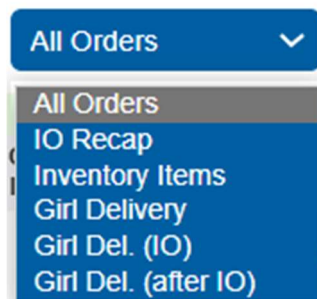 All Orders
All Orders
IO Recap
Inventory Items
Girl Delivery
Girl Del. (IO)
Girl Del. (after IO)